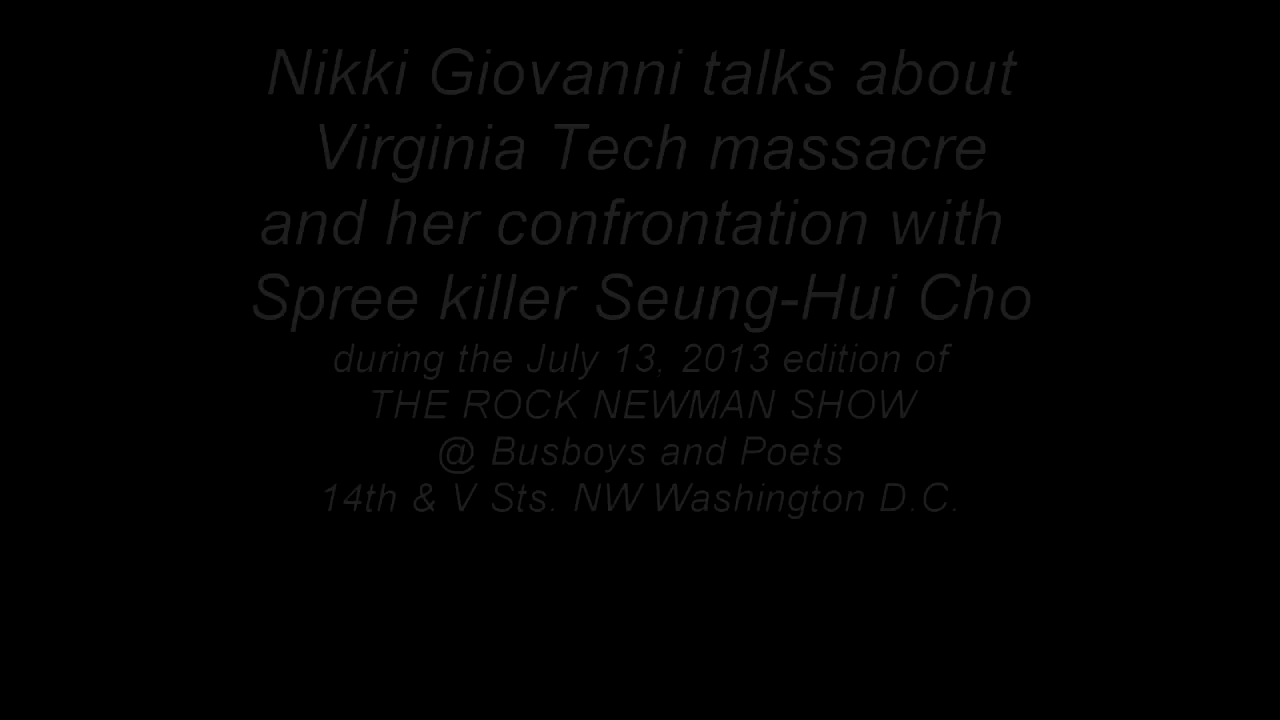 Nikki Giovanni talks about
Virginia Tech massacre
and her confrontation with
Spree killer Seung-Hui Cho
during the July 13, 2013 edition of
THE ROCK NEWMAN SHOW
@ Busboys and Poets
14th & V Sts. NW Washington D.C.